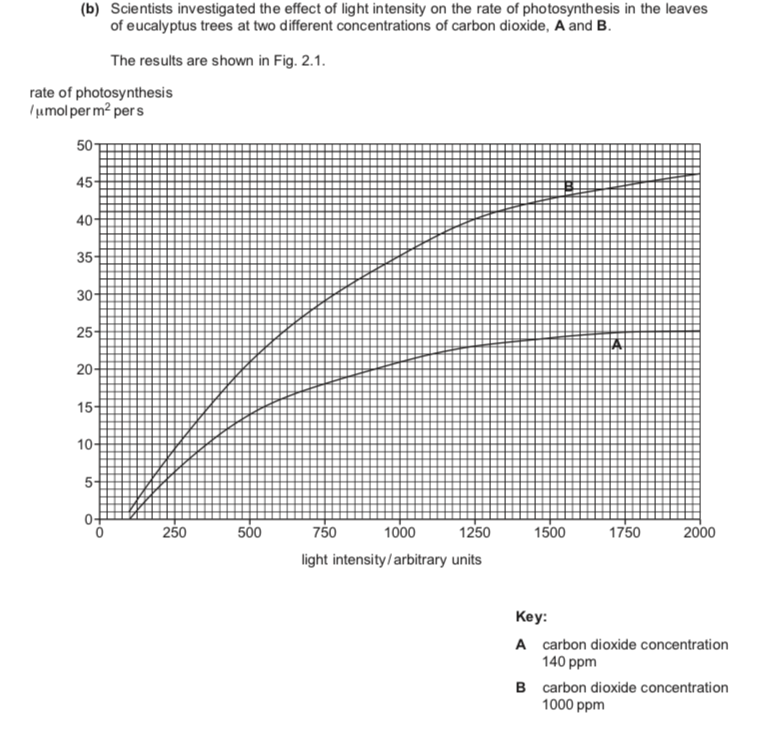 (b) Scientists investigated the effect of light intensity on the rate of photosynthesis in the leaves
of eucalyptus trees at two different concentrations of carbon dioxide, A and B.
The results are shown in Fig. 2.1.
rate of photosynthesis
/μmol per m² per s
50
45
40
35
30
25
20
15
10
5
0
B
A
0 250 500 750 1000 1250 1500 1750 2000
light intensity/arbitrary units
Key:
A carbon dioxide concentration
140 ppm
B carbon dioxide concentration
1000 ppm